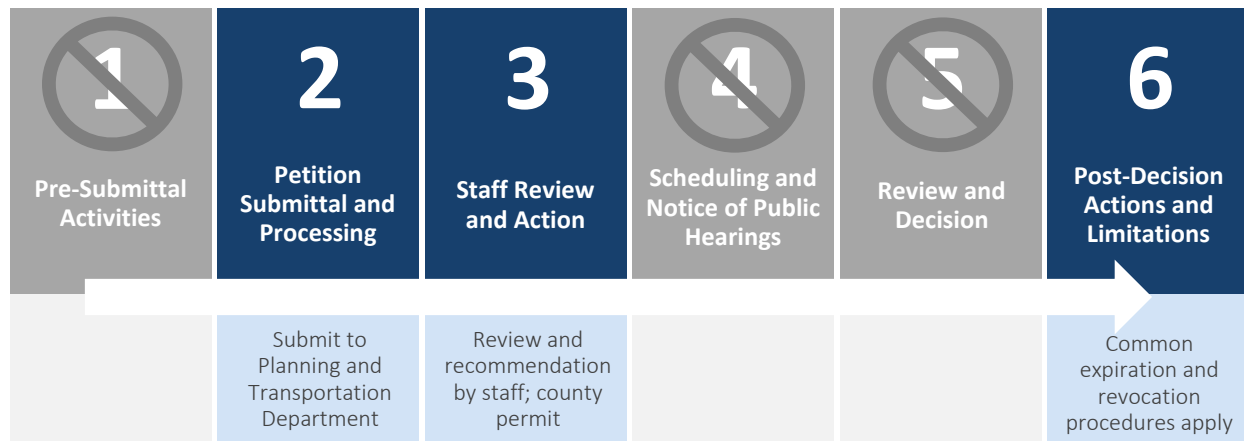 1
Pre-Submittal
Activities
2
Petition
Submittal and
Processing
3
Staff Review
and Action
4
Scheduling and
Notice of Public
Hearings
5
Review and
Decision
6
Post-Decision
Actions and
Limitations
Submit to
Planning and
Transportation
Department
Review and
recommendation
by staff; county
permit
Common
expiration and
revocation
procedures apply